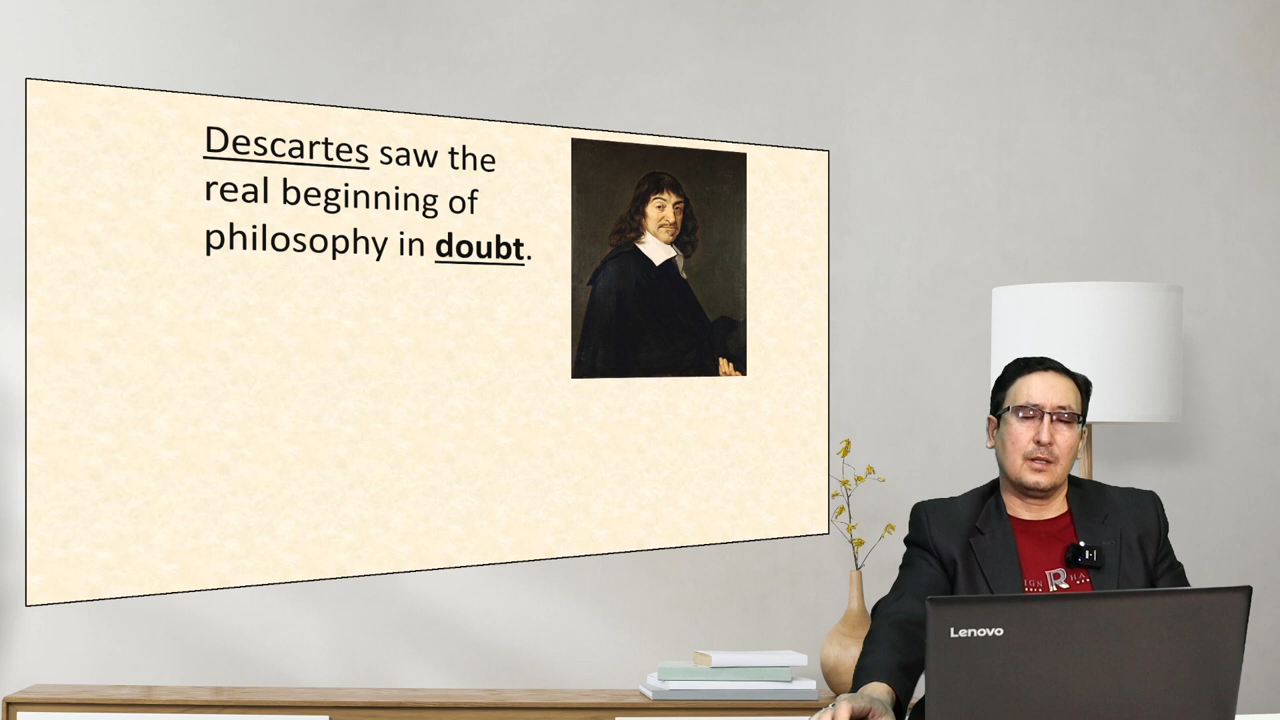 Descartes saw the
real beginning of
philosophy in doubt.
Lenovo
R